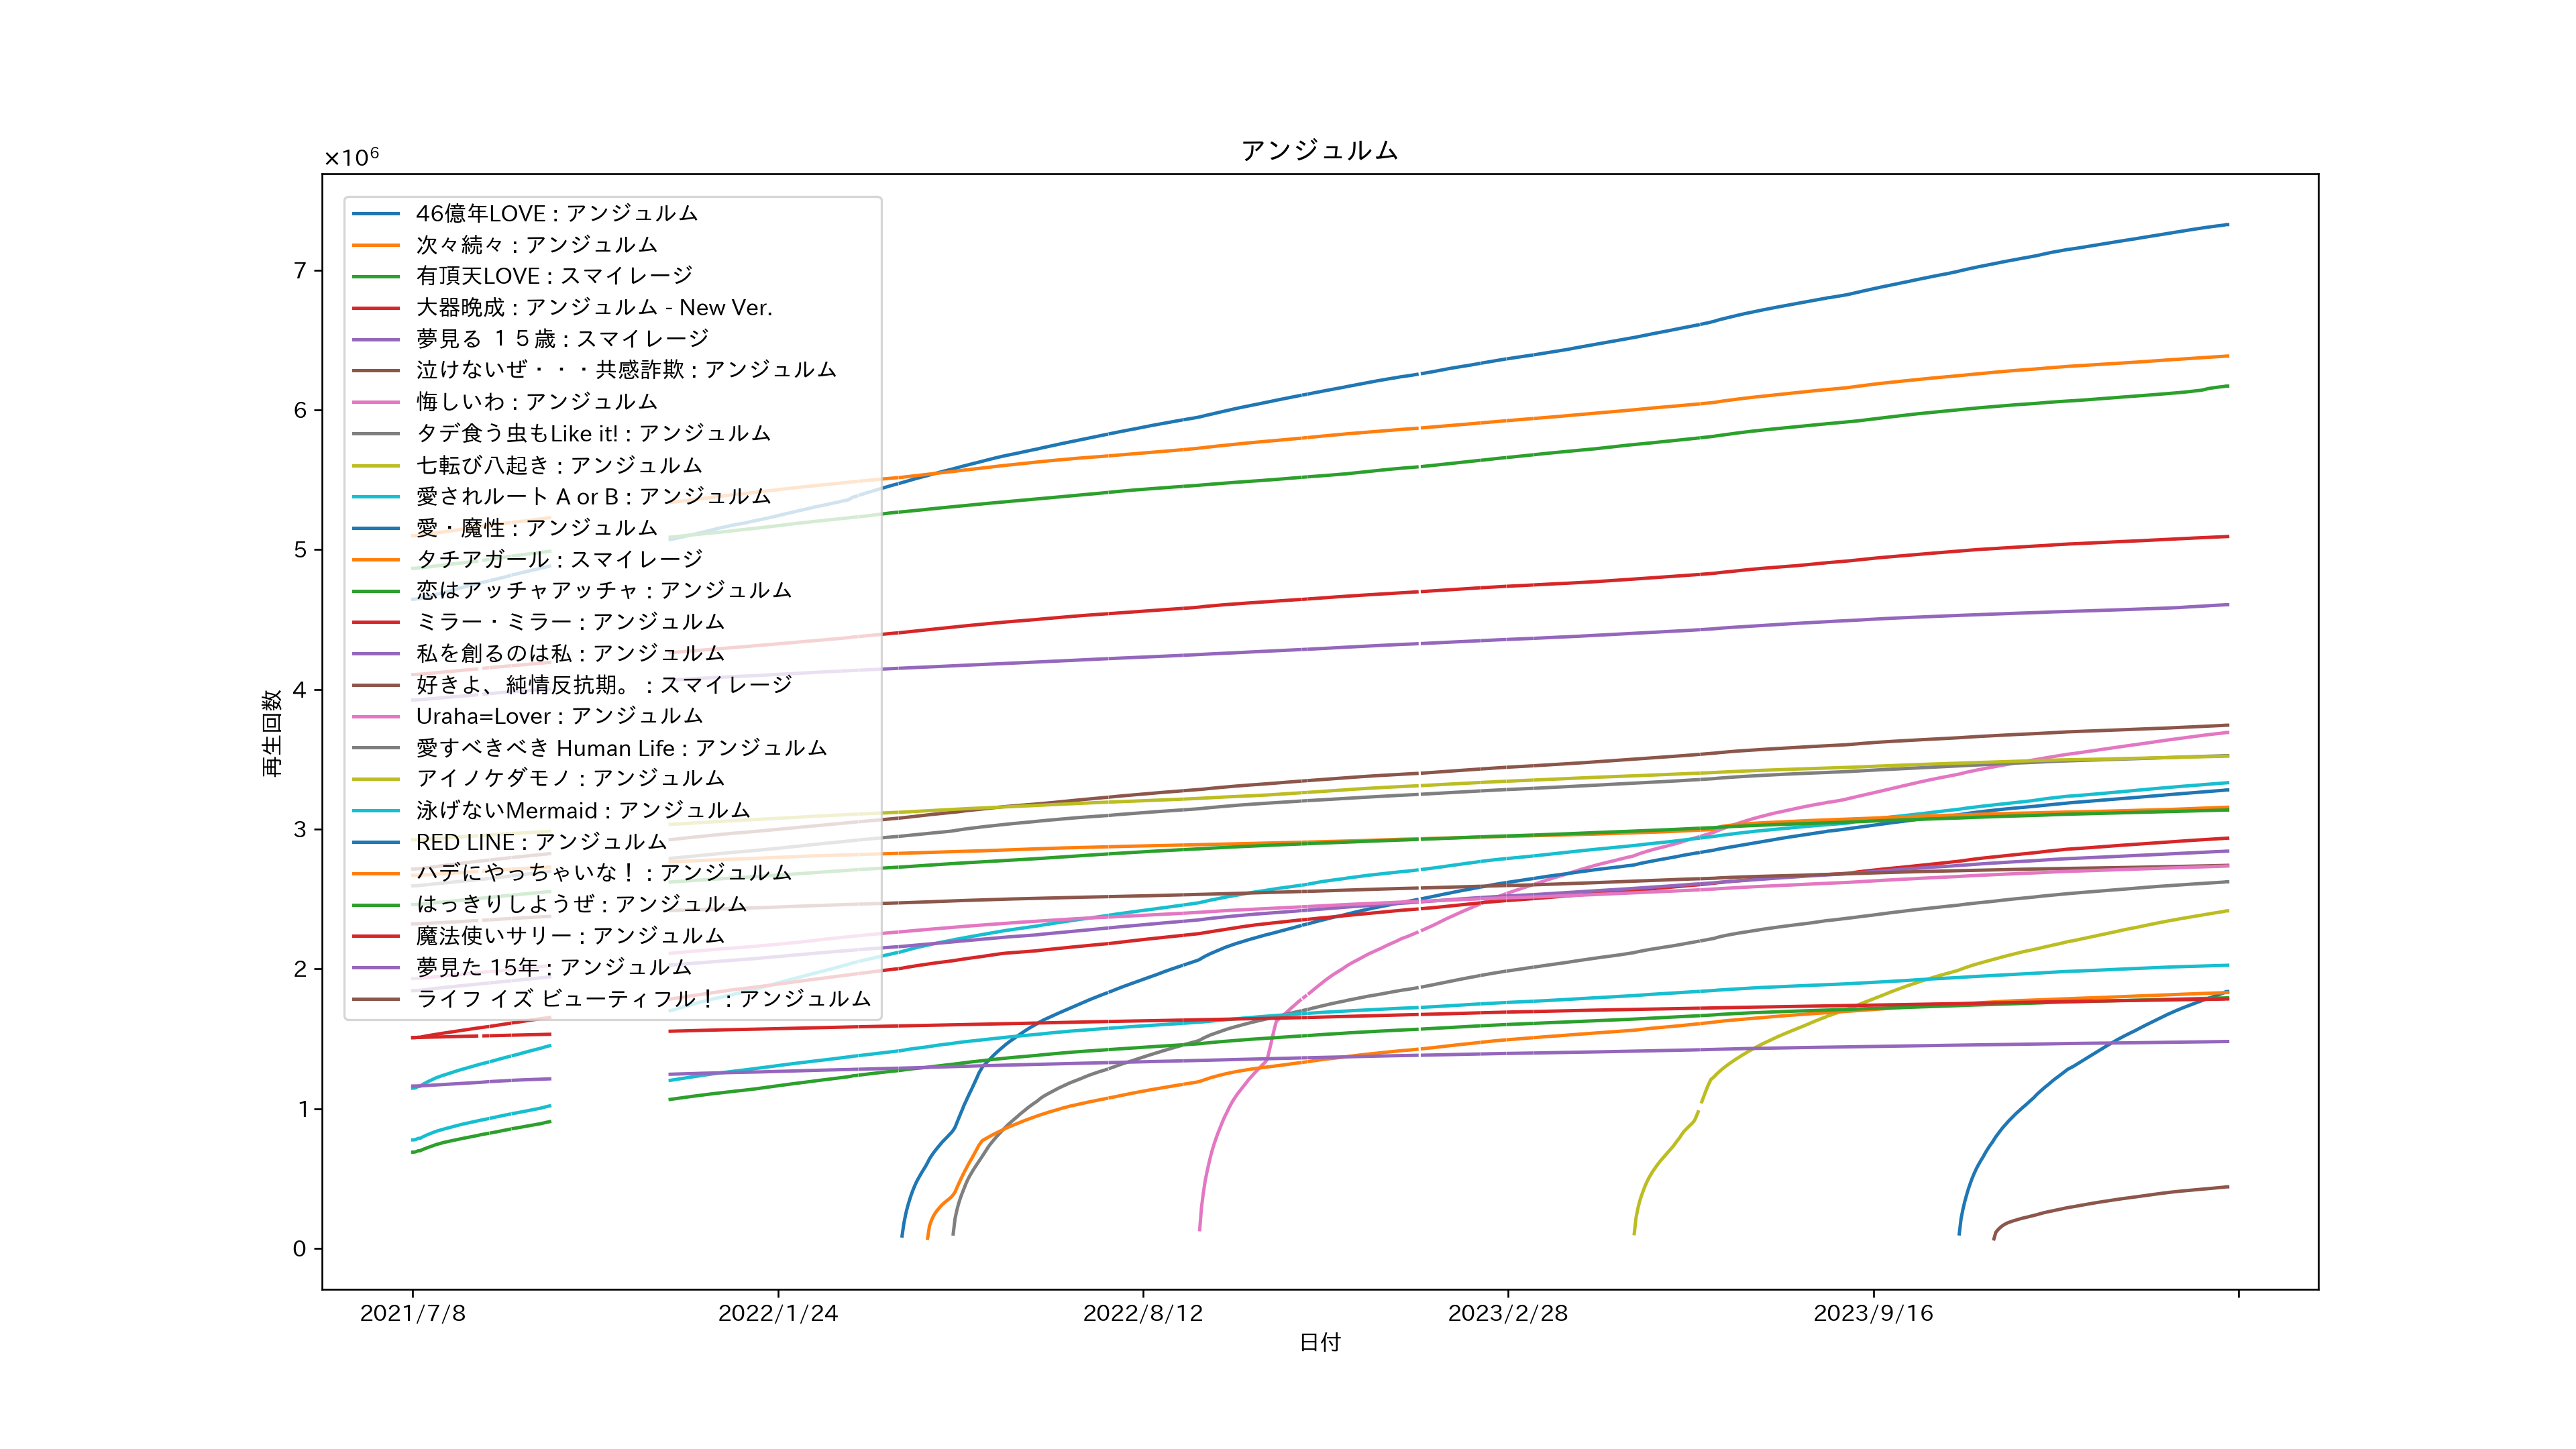 アンジュルム
×10⁶
46億年LOVE : アンジュルム
次々続々 : アンジュルム
有頂天LOVE : スマイレージ
大器晩成 : アンジュルム - New Ver.
夢見る １５歳 : スマイレージ
泣けないぜ・・・共感詐欺 : アンジュルム
悔しいわ : アンジュルム
タデ食う虫もLike it! : アンジュルム
七転び八起き : アンジュルム
愛されルート A or B : アンジュルム
愛・魔性 : アンジュルム
タチアガール : スマイレージ
恋はアッチャアッチャ : アンジュルム
ミラー・ミラー : アンジュルム
私を創るのは私 : アンジュルム
好きよ、純情反抗期。 : スマイレージ
Uraha=Lover : アンジュルム
愛すべきべき Human Life : アンジュルム
アイノケダモノ : アンジュルム
泳げないMermaid : アンジュルム
RED LINE : アンジュルム
ハデにやっちゃいな！ : アンジュルム
はっきりしようぜ : アンジュルム
魔法使いサリー : アンジュルム
夢見た 15年 : アンジュルム
ライフ イズ ビューティフル！ : アンジュルム
7
6
5
4
3
2
1
0
再生回数
2021/7/8
2022/1/24
2022/8/12
2023/2/28
2023/9/16
日付